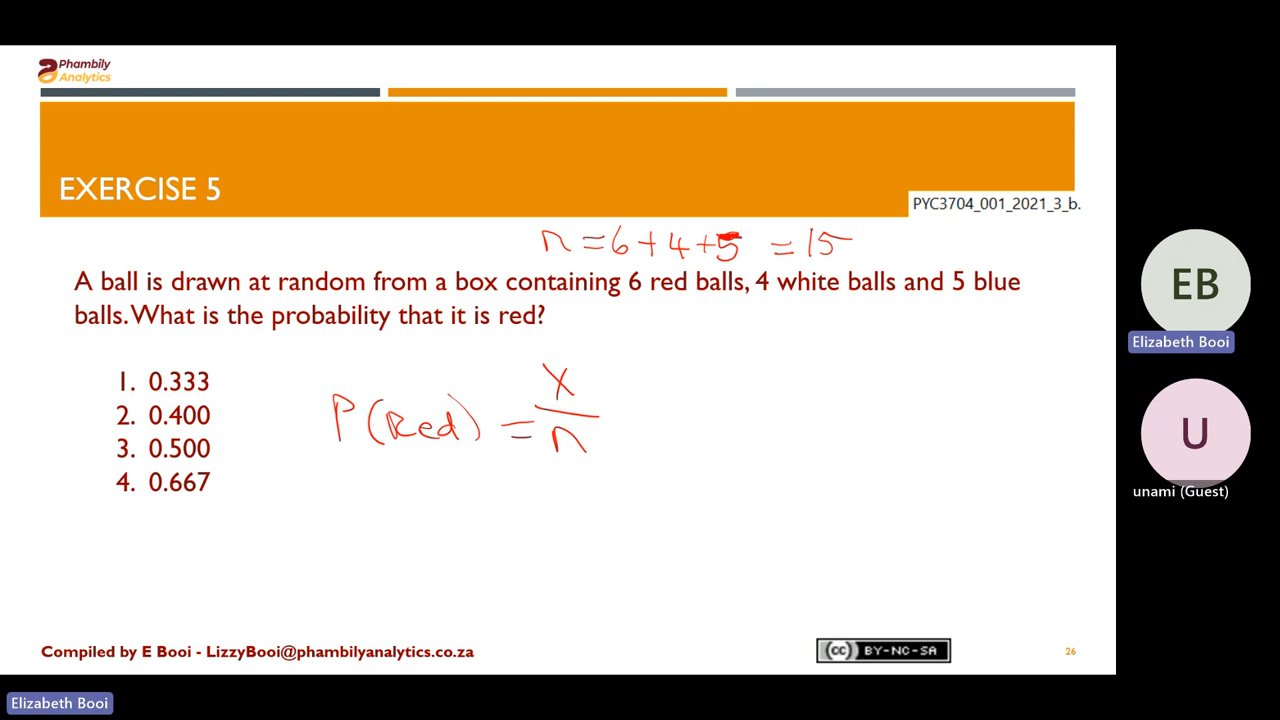 Phambily
Analytics
EXERCISE 5
PYC3704_001_2021_3_b.
n = 6 + 4 + 5 = 15
A ball is drawn at random from a box containing 6 red balls, 4 white balls and 5 blue
balls. What is the probability that it is red?
1. 0.333
2. 0.400
3. 0.500
4. 0.667
P(Red) = x/n
EB
Elizabeth Booi
U
unami (Guest)
Compiled by E Booi - LizzyBooi@phambilyanalytics.co.za
cc BY-NC-SA
26
Elizabeth Booi